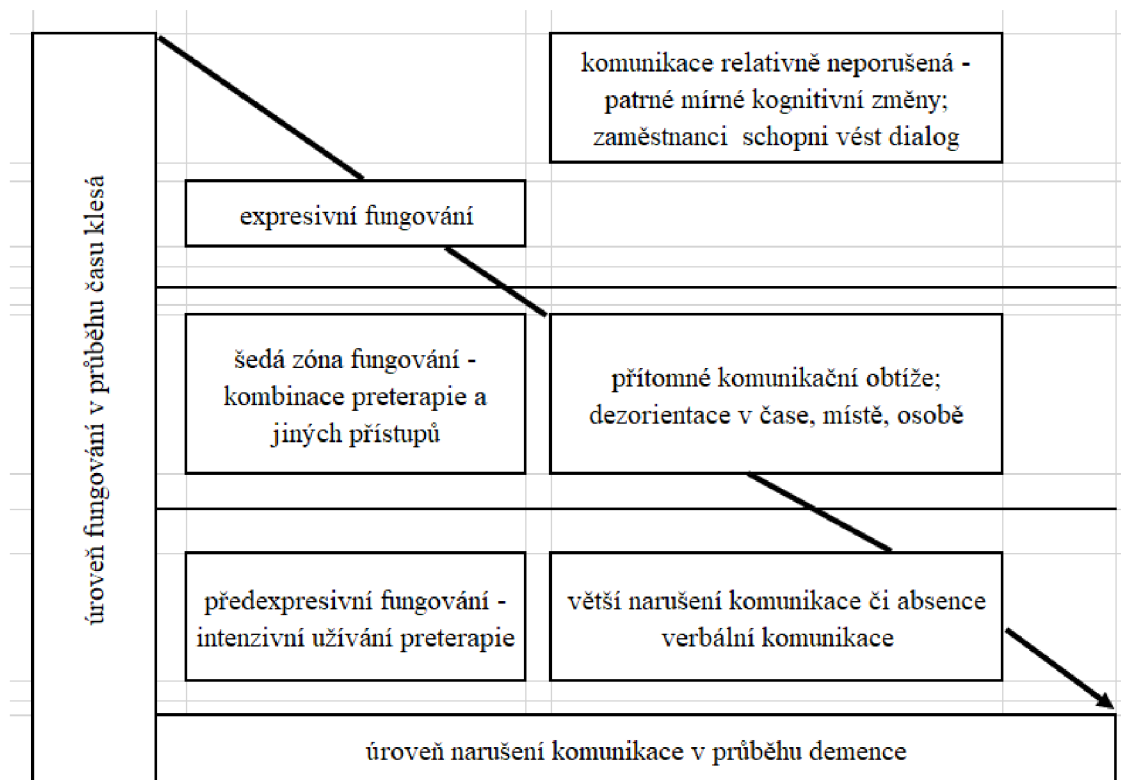 úroveň fungování v průběhu času klesá
komunikace relativně neporušená -
patrné mírné kognitivní změny;
zaměstnanci schopni vést dialog
expresivní fungování
šedá zóna fungování -
kombinace preterapie a
jiných přístupů
přítomné komunikační obtíže;
dezorientace v čase, místě, osobě
předexpresivní fungování -
intenzivní užívání preterapie
větší narušení komunikace či absence
verbální komunikace
úroveň narušení komunikace v průběhu demence